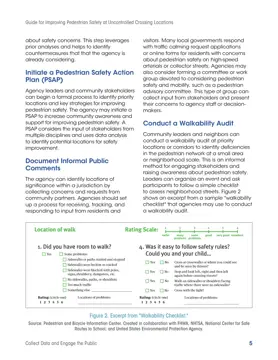 Guide for Improving Pedestrian Safety at Uncontrolled Crossing Locations
about safety concerns. This step leverages
prior analyses and helps to identify
countermeasures that that the agency is
already considering.
Initiate a Pedestrian Safety Action
Plan (PSAP)
Agency leaders and community stakeholders
can begin a formal process to identify priority
locations and key strategies for improving
pedestrian safety. The agency may initiate a
PSAP to increase community awareness and
support for improving pedestrian safety. A
PSAP considers the input of stakeholders from
multiple disciplines and uses data analysis
to identify potential locations for safety
improvement.
Document Informal Public
Comments
The agency can identify locations of
significance within a jurisdiction by
collecting concerns and requests from
community partners. Agencies should set
up a process for receiving, tracking, and
responding to input from residents and
visitors. Many local governments respond
with traffic calming request applications
or online forms for residents with concerns
about pedestrian safety on high-speed
arterials or collector streets. Agencies may
also consider forming a committee or work
group devoted to considering pedestrian
safety and mobility, such as a pedestrian
advisory committee. This type of group can
collect input from stakeholders and present
their concerns to agency staff or decision-
makers.
Conduct a Walkability Audit
Community leaders and neighbors can
conduct a walkability audit of priority
locations or corridors to identify deficiencies
in the pedestrian network at a small area
or neighborhood scale. This is an informal
method for engaging stakeholders and
raising awareness about pedestrian safety.
Leaders can organize an event and ask
participants to follow a simple checklist
to assess neighborhood streets. Figure 2
shows an excerpt from a sample "walkability
checklist" that agencies may use to conduct
a walkability audit.
Location of walk
Rating Scale:
1. Did you have room to walk?
Yes
Some problems:
Rating: (circle one)
1 2 3 4 5 6
Locations of problems:
4. Was it easy to follow safety rules?
Could you and your child...
Yes No
Yes No
Yes No
Yes No
Rating: (circle one)
1 2 3 4 5 6
Locations of problems:
Figure 2. Excerpt from "Walkability Checklist."
Source: Pedestrian and Bicycle Information Center. Created in collaboration with PBIN, NHTSA, National Center for Safe
Routes to School, and United States Environmental Protection Agency
Collect Data and Engage the Public
5